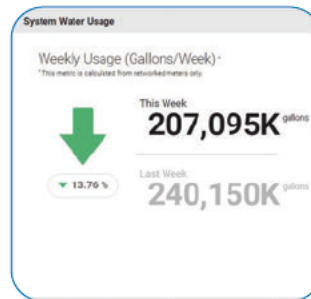 System Water Usage
Weekly Usage (Gallons/Week) *
*This metric is calculated from networked meters only.
This Week
207,095K gallons
13.76 %
Last Week
240,150K gallons